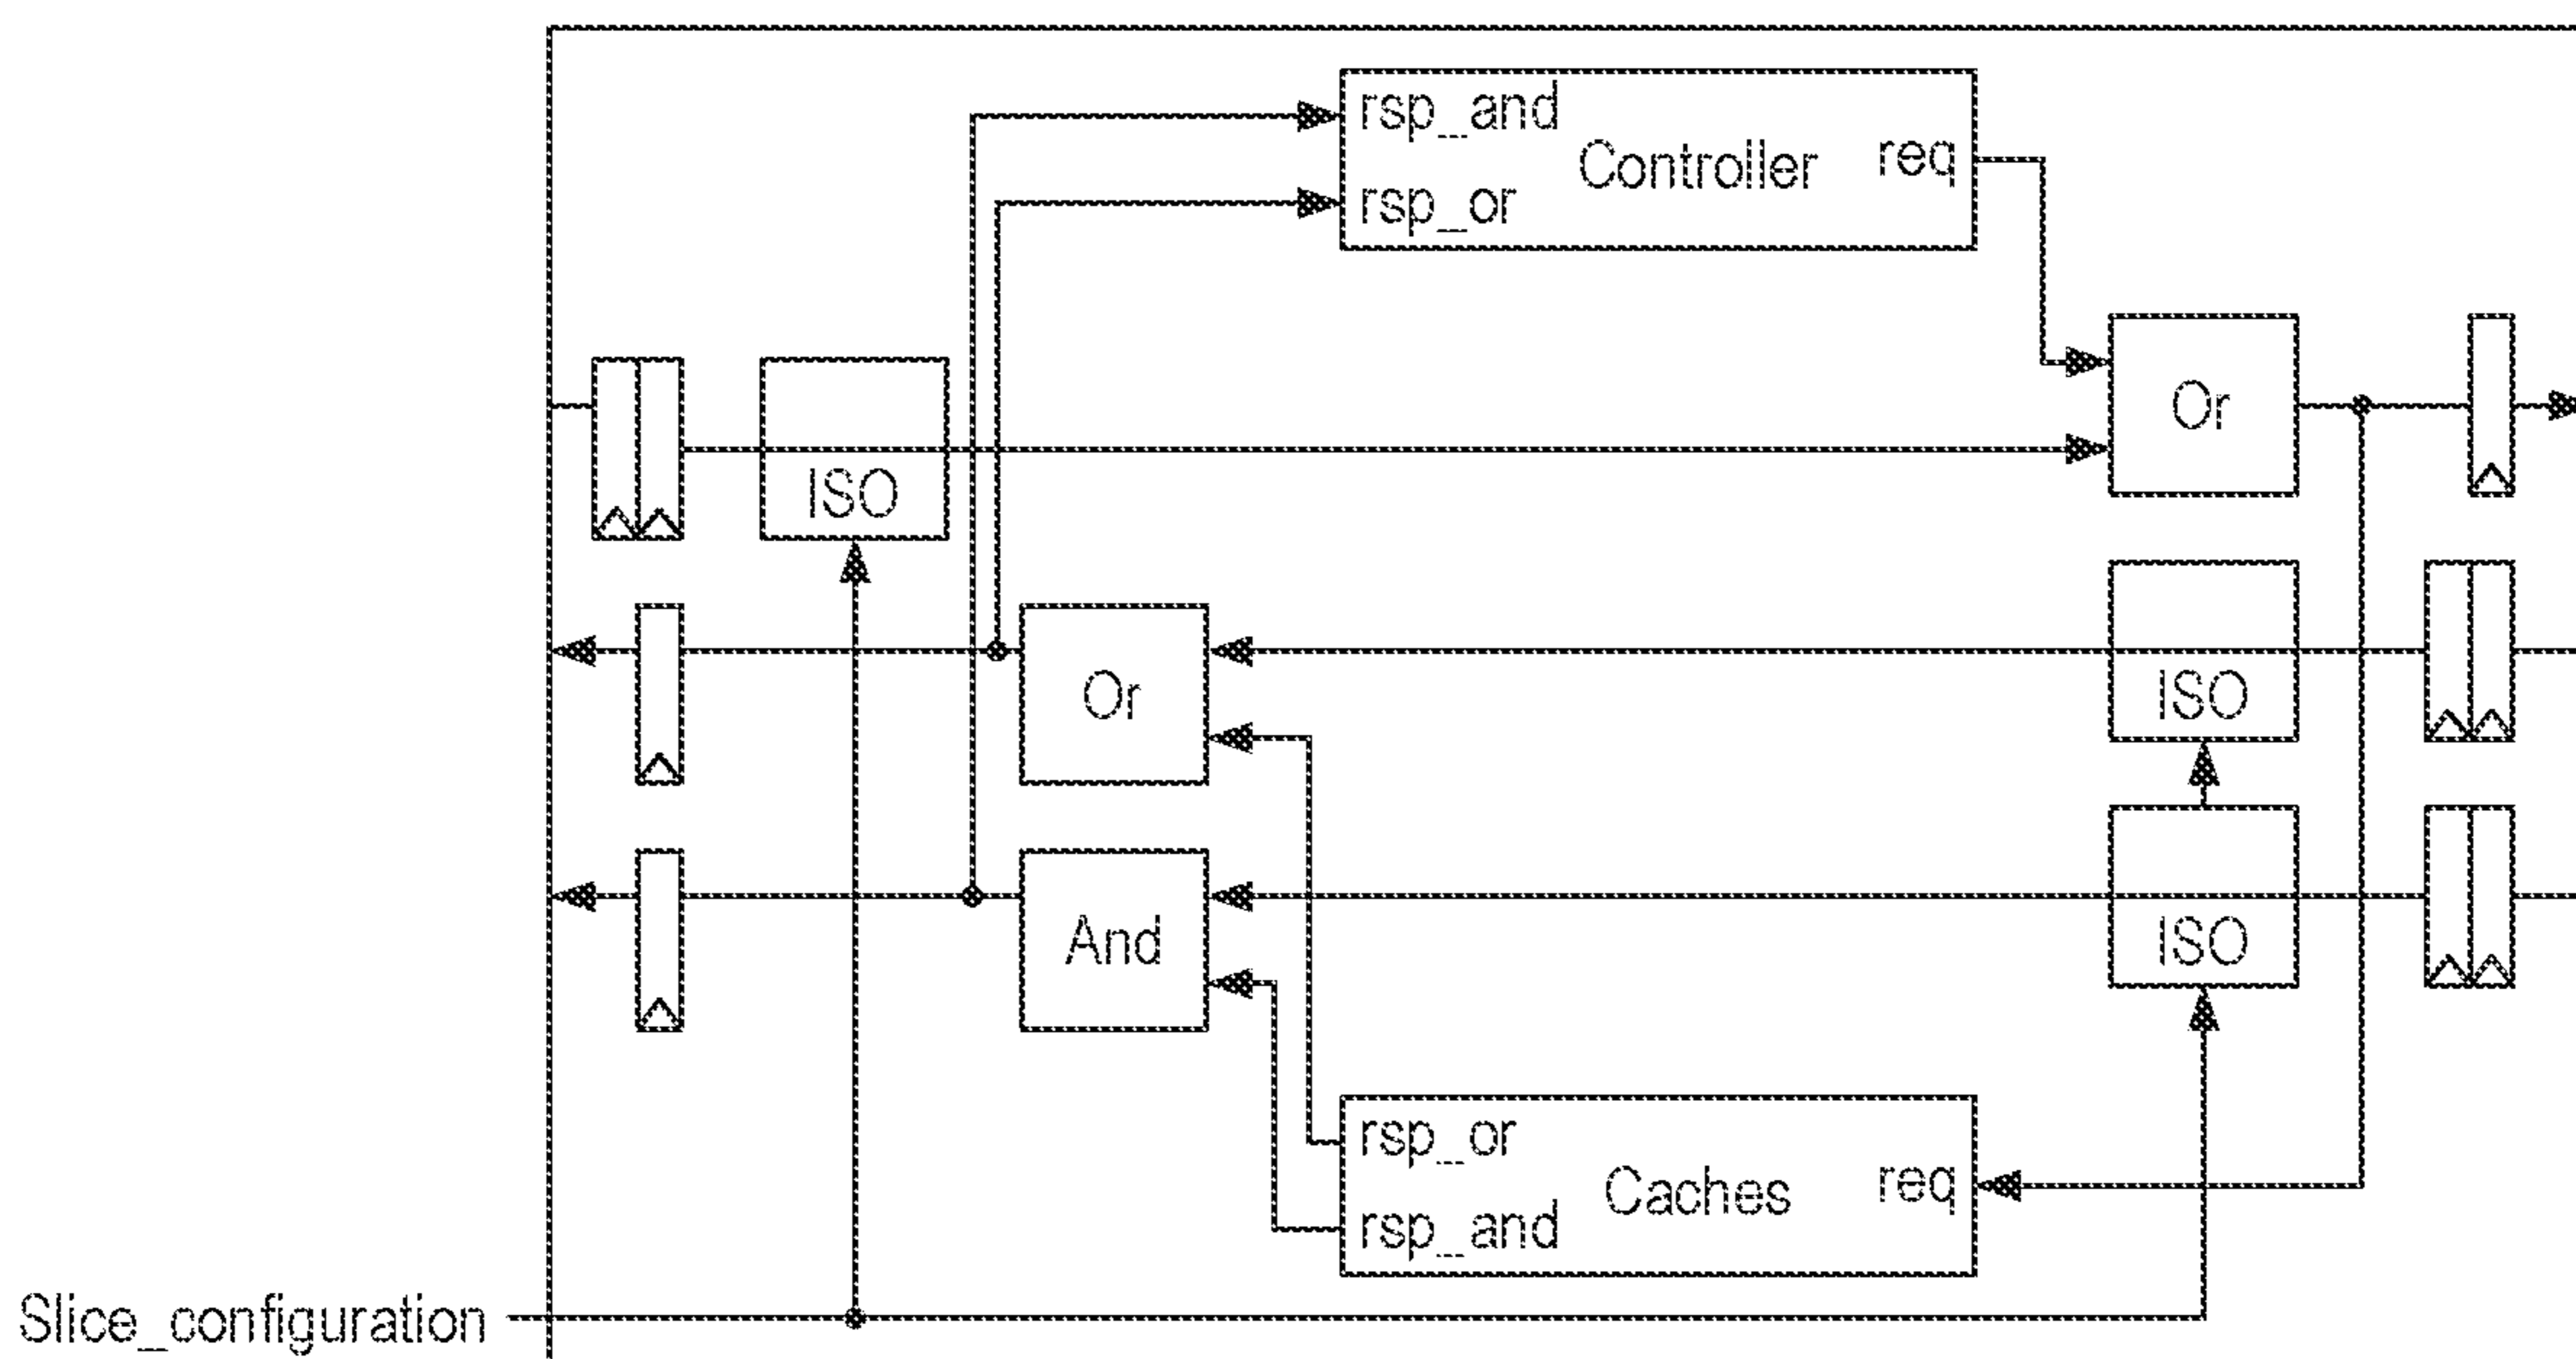 rsp_and
Controller req
rsp_or
Or
ISO
Or
ISO
And
ISO
rsp_or
Caches req
rsp_and
Slice_configuration